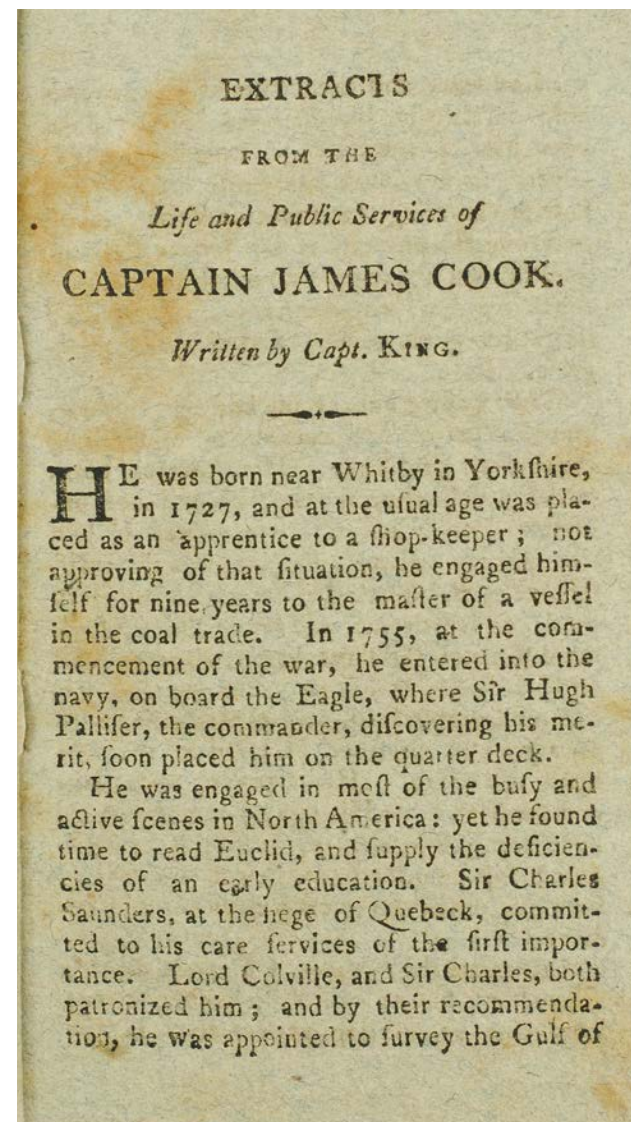 EXTRACTS
FROM THE
Life and Public Services of
CAPTAIN JAMES COOK.
Written by Capt. KING.
HE was born near Whitby in Yorkſhire,
in 1727, and at the uſual age was pla-
ced as an apprentice to a ſhop-keeper ; not
approving of that ſituation, he engaged him-
ſelf for nine years to the maſter of a veſſel
in the coal trade. In 1755, at the com-
mencement of the war, he entered into the
navy, on board the Eagle, where Sir Hugh
Palliſer, the commander, diſcovering his me-
rit, ſoon placed him on the quarter deck.
He was engaged in moſt of the buſy and
active ſcenes in North America : yet he found
time to read Euclid, and ſupply the deficien-
cies of an early education. Sir Charles
Saunders, at the ſiege of Quebeck, commit-
ted to his care ſervices of the firſt impor-
tance. Lord Colville, and Sir Charles, both
patronized him ; and by their recommenda-
tion, he was appointed to ſurvey the Gulf of